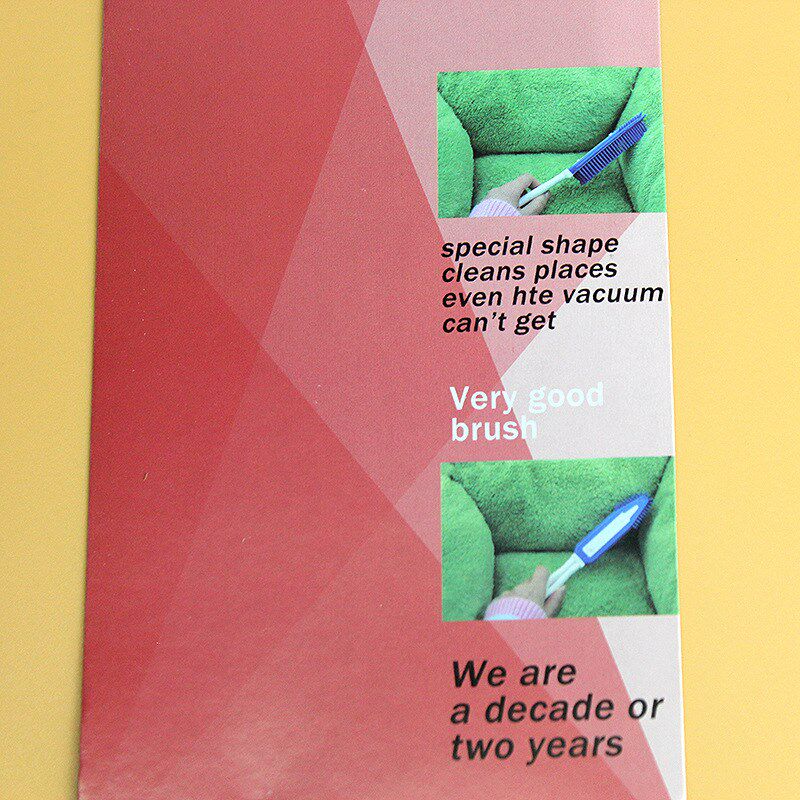 special shape
cleans places
even hte vacuum
can't get
Very good
brush
We are
a decade or
two years